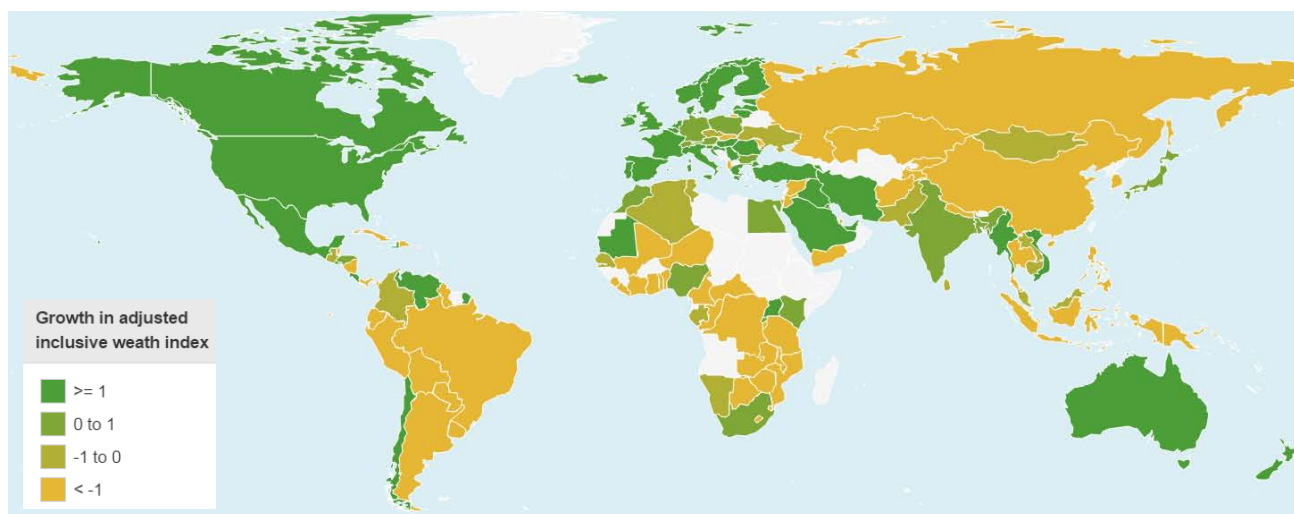 Growth in adjusted
inclusive weath index
>= 1
0 to 1
-1 to 0
< -1